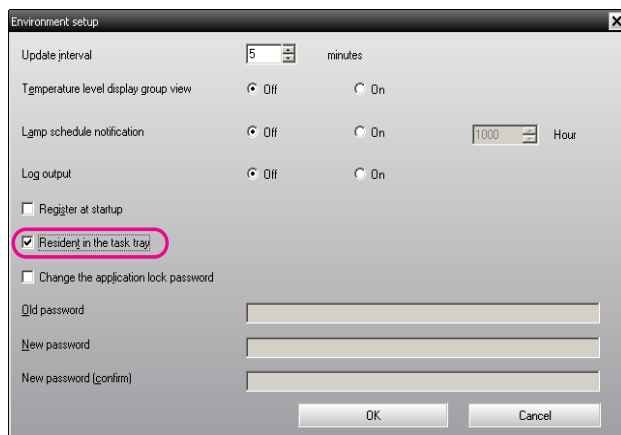 Environment setup
Update interval 5 minutes
Temperature level display group view Off On
Lamp schedule notification Off On 1000 Hour
Log output Off On
Register at startup
Resident in the task tray
Change the application lock password
Old password
New password
New password (confirm)
OK Cancel